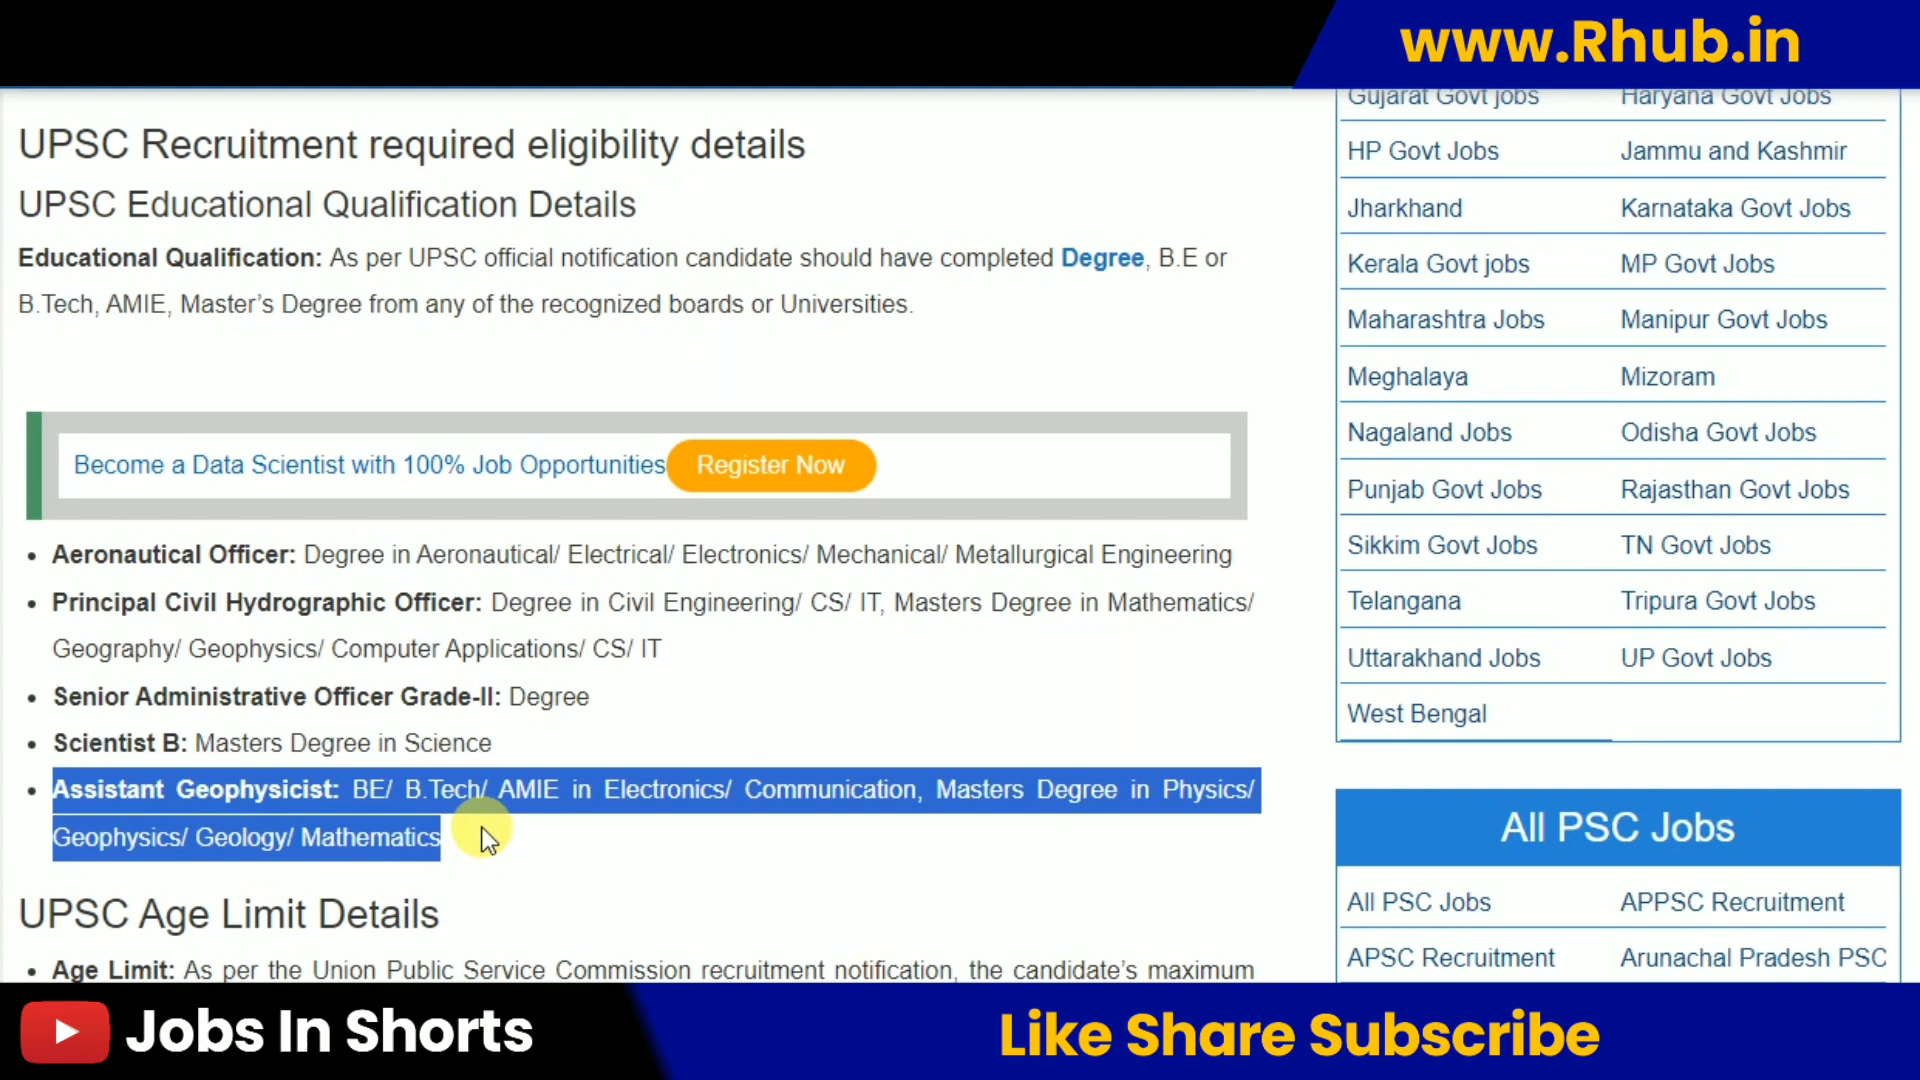 www.Rhub.in
UPSC Recruitment required eligibility details
UPSC Educational Qualification Details
Educational Qualification: As per UPSC official notification candidate should have completed Degree, B.E or
B.Tech, AMIE, Master’s Degree from any of the recognized boards or Universities.
Become a Data Scientist with 100% Job Opportunities Register Now
• Aeronautical Officer: Degree in Aeronautical/ Electrical/ Electronics/ Mechanical/ Metallurgical Engineering
• Principal Civil Hydrographic Officer: Degree in Civil Engineering/ CS/ IT, Masters Degree in Mathematics/
Geography/ Geophysics/ Computer Applications/ CS/ IT
• Senior Administrative Officer Grade-II: Degree
• Scientist B: Masters Degree in Science
• Assistant Geophysicist: BE/ B.Tech/ AMIE in Electronics/ Communication, Masters Degree in Physics/
Geophysics/ Geology/ Mathematics
UPSC Age Limit Details
• Age Limit: As per the Union Public Service Commission recruitment notification, the candidate’s maximum
Gujarat Govt jobs Haryana Govt Jobs
HP Govt Jobs Jammu and Kashmir
Jharkhand Karnataka Govt Jobs
Kerala Govt jobs MP Govt Jobs
Maharashtra Jobs Manipur Govt Jobs
Meghalaya Mizoram
Nagaland Jobs Odisha Govt Jobs
Punjab Govt Jobs Rajasthan Govt Jobs
Sikkim Govt Jobs TN Govt Jobs
Telangana Tripura Govt Jobs
Uttarakhand Jobs UP Govt Jobs
West Bengal
All PSC Jobs
All PSC Jobs APPSC Recruitment
APSC Recruitment Arunachal Pradesh PSC
Jobs In Shorts
Like Share Subscribe